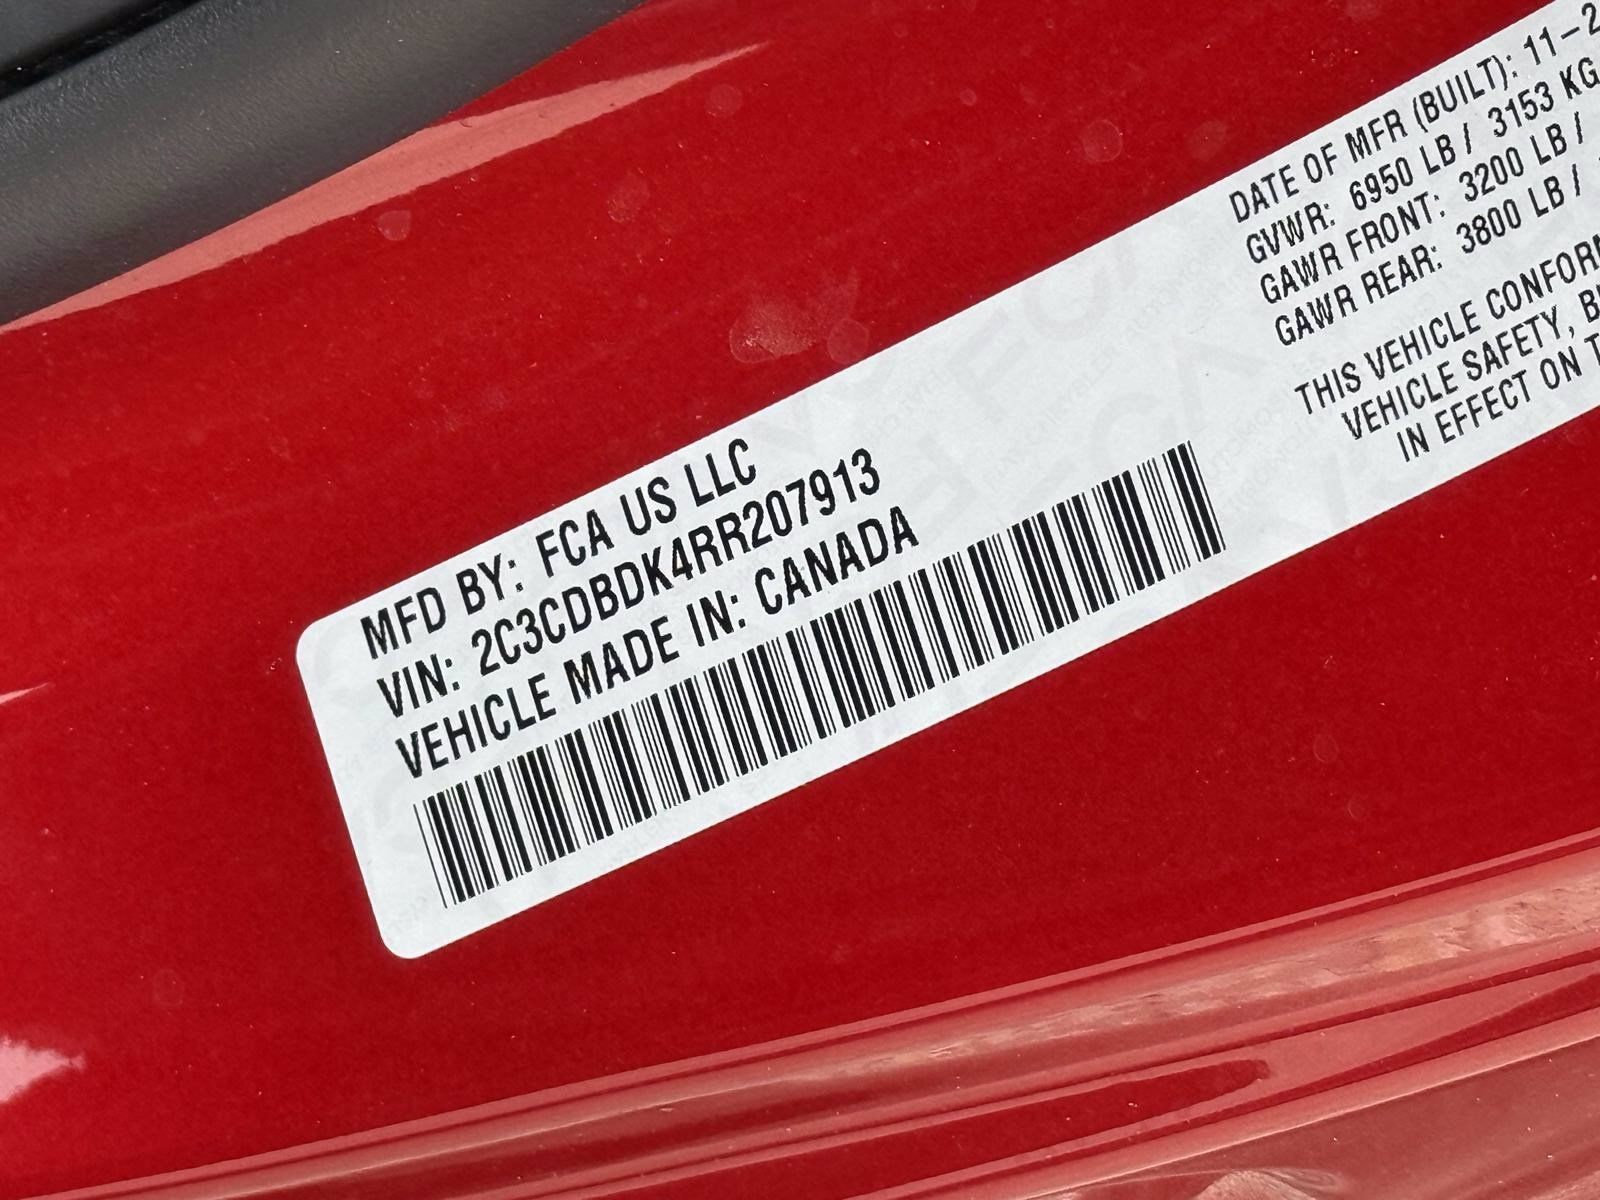 MFD BY: FCA US LLC
VIN: 2C3CDBDK4RR207913
VEHICLE MADE IN: CANADA
DATE OF MFR (BUILT): 11-2
GVWR: 6950 LB / 3153 KG
GAWR FRONT: 3200 LB /
GAWR REAR: 3800 LB /
THIS VEHICLE CONFORM
VEHICLE SAFETY,
IN EFFECT ON